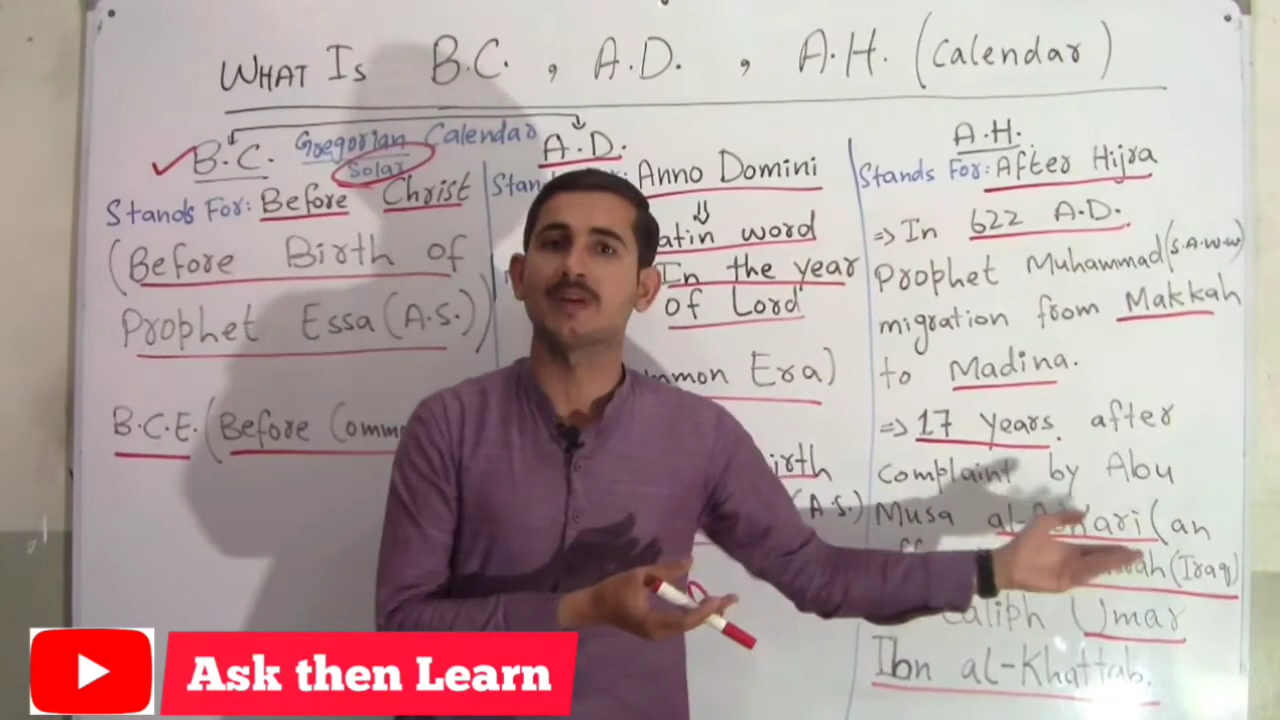 WHAT IS B.C. , A.D. , A.H. (Calendar)
B.C. Gregorian Calendar
Solar
Stands For: Before Christ
(Before Birth of
Prophet Essa (A.S.))
B.C.E. (Before Comm
A.D.
Stand Anno Domini
atin word
In the year
of Lord
mmon Era)
irth
(A.S.)
A.H.
Stands For: After Hijra
⇒ In 622 A.D.
Prophet Muhammad (S.A.W.W)
migration from Makkah
to Madina.
⇒ 17 Years. after
complaint by Abu
Musa al- ari (an
ah (Iraq)
Caliph Umar
Ibn al-Khattab.
Ask then Learn